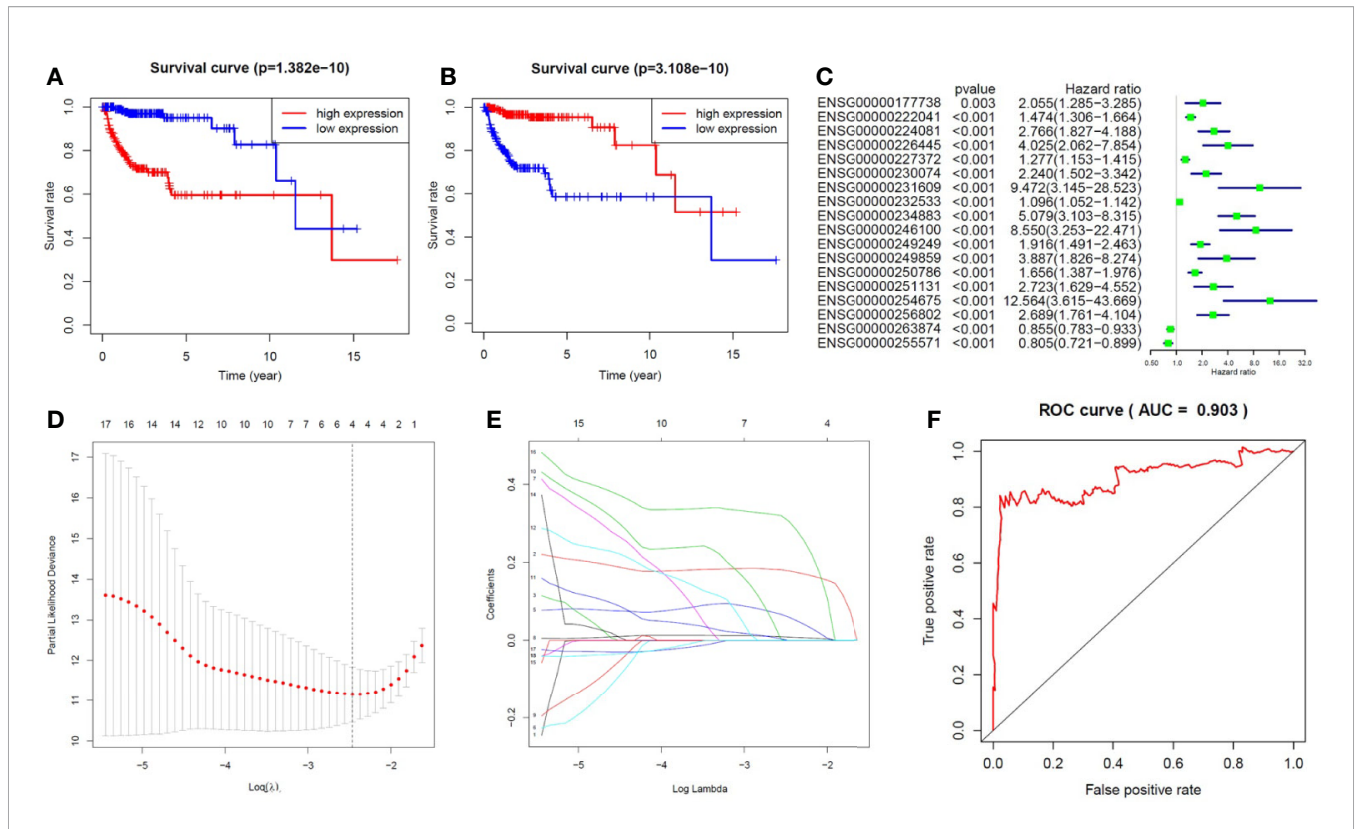 A
Survival curve (p=1.382e−10)
Survival rate
1.0
0.8
0.6
0.4
0.2
0.0
high expression
low expression
0 5 10 15
Time (year)
B
Survival curve (p=3.108e−10)
Survival rate
1.0
0.8
0.6
0.4
0.2
0.0
high expression
low expression
0 5 10 15
Time (year)
C
pvalue Hazard ratio
ENSG00000177738 0.003 2.055(1.285−3.285)
ENSG00000222041 <0.001 1.474(1.306−1.664)
ENSG00000224081 <0.001 2.766(1.827−4.188)
ENSG00000226445 <0.001 4.025(2.062−7.854)
ENSG00000227372 <0.001 1.277(1.153−1.415)
ENSG00000230074 <0.001 2.240(1.502−3.342)
ENSG00000231609 <0.001 9.472(3.145−28.523)
ENSG00000232533 <0.001 1.096(1.052−1.142)
ENSG00000234883 <0.001 5.079(3.103−8.315)
ENSG00000246100 <0.001 8.550(3.253−22.471)
ENSG00000249249 <0.001 1.916(1.491−2.463)
ENSG00000249859 <0.001 3.887(1.826−8.274)
ENSG00000250786 <0.001 1.656(1.387−1.976)
ENSG00000251131 <0.001 2.723(1.629−4.552)
ENSG00000254675 <0.001 12.564(3.615−43.669)
ENSG00000256802 <0.001 2.689(1.761−4.104)
ENSG00000263874 <0.001 0.855(0.783−0.933)
ENSG00000255571 <0.001 0.805(0.721−0.899)
0.50 1.0 2.0 4.0 8.0 16.0 32.0
Hazard ratio
D
17 16 16 14 14 12 10 10 10 10 7 7 6 6 4 4 4 2 1
Partial Likelihood Deviance
17
16
15
14
13
12
11
10
−5 −4 −3 −2
Log(λ)
E
15 10 7 4
Coefficients
0.4
0.2
0.0
−0.2
−5 −4 −3 −2
Log Lambda
F
ROC curve ( AUC = 0.903 )
True positive rate
1.0
0.8
0.6
0.4
0.2
0.0
0.0 0.2 0.4 0.6 0.8 1.0
False positive rate